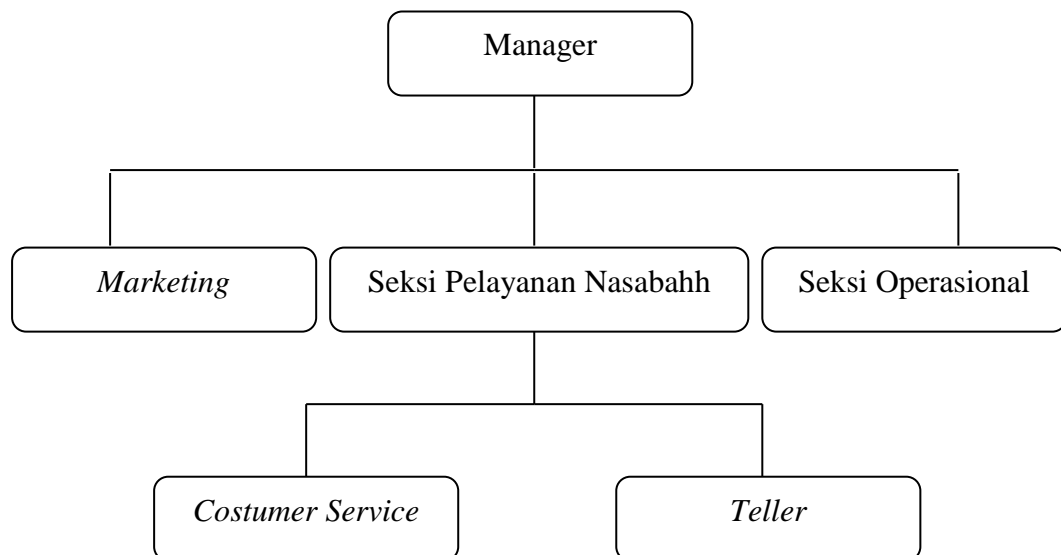 Manager
Marketing
Seksi Pelayanan Nasabahh
Seksi Operasional
Costumer Service
Teller